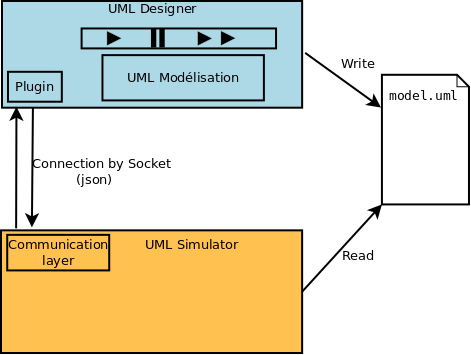 UML Designer
UML Modélisation
Plugin
Write
model.uml
Connection by Socket
(json)
Communication
layer
UML Simulator
Read